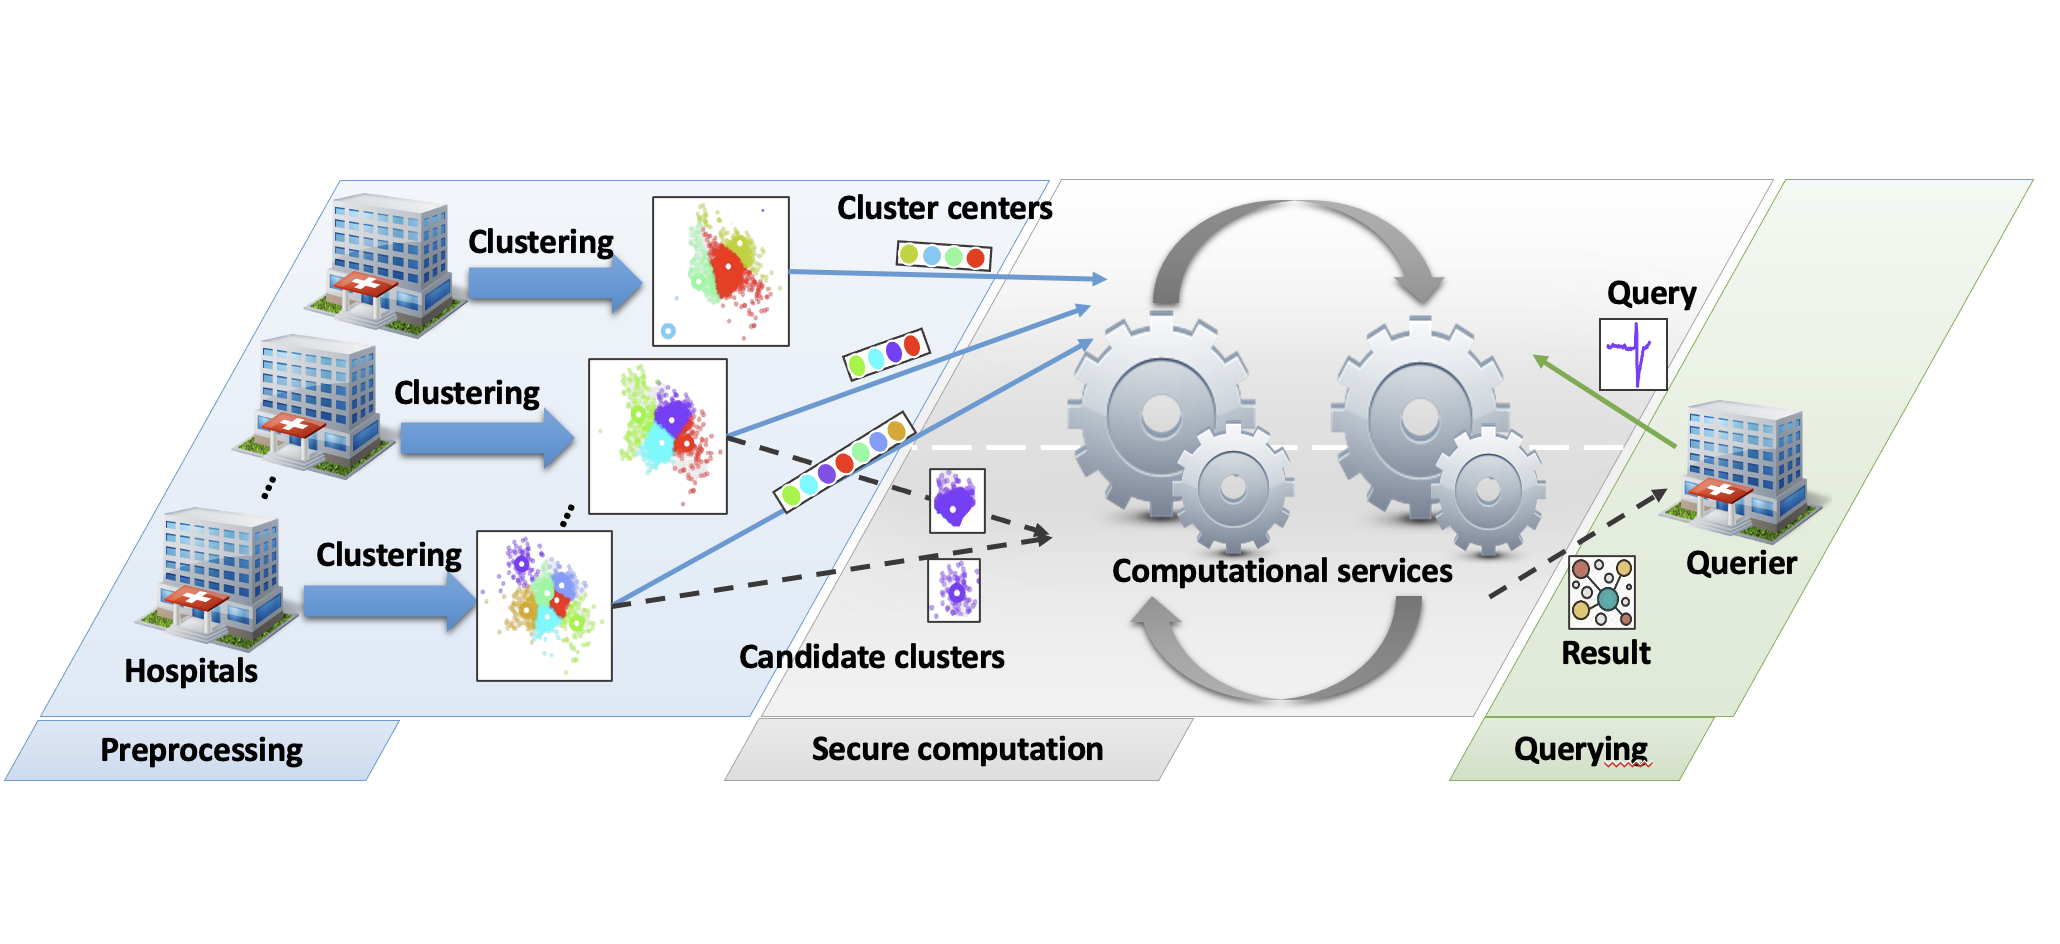 Cluster centers
Clustering
Query
Clustering
Clustering
Computational services
Querier
Result
Candidate clusters
Hospitals
Preprocessing
Secure computation
Querying